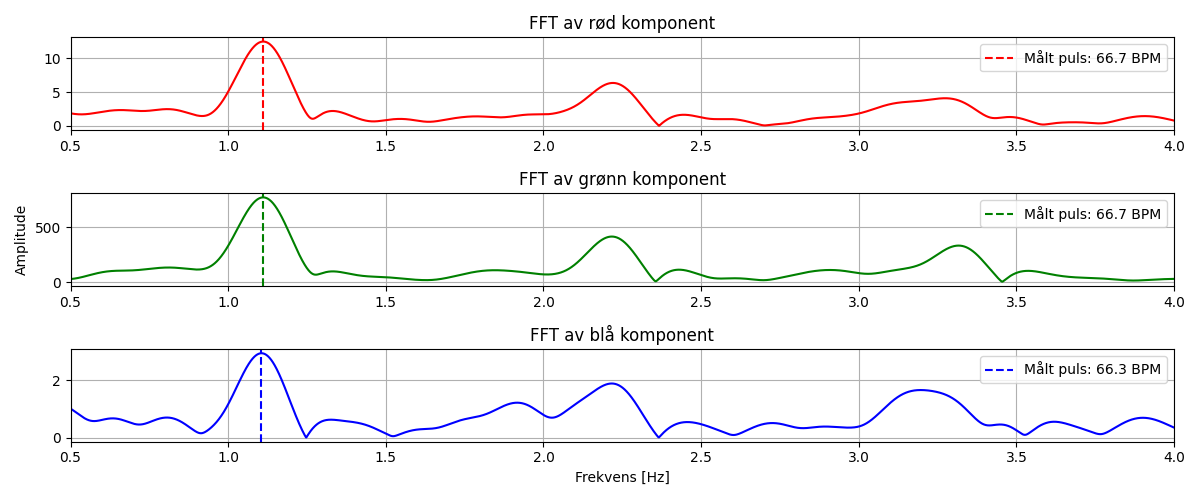 FFT av rød komponent
10
5
0
Målt puls: 66.7 BPM
0.5 1.0 1.5 2.0 2.5 3.0 3.5 4.0
FFT av grønn komponent
Amplitude
500
0
Målt puls: 66.7 BPM
0.5 1.0 1.5 2.0 2.5 3.0 3.5 4.0
FFT av blå komponent
2
0
Målt puls: 66.3 BPM
0.5 1.0 1.5 2.0 2.5 3.0 3.5 4.0
Frekvens [Hz]